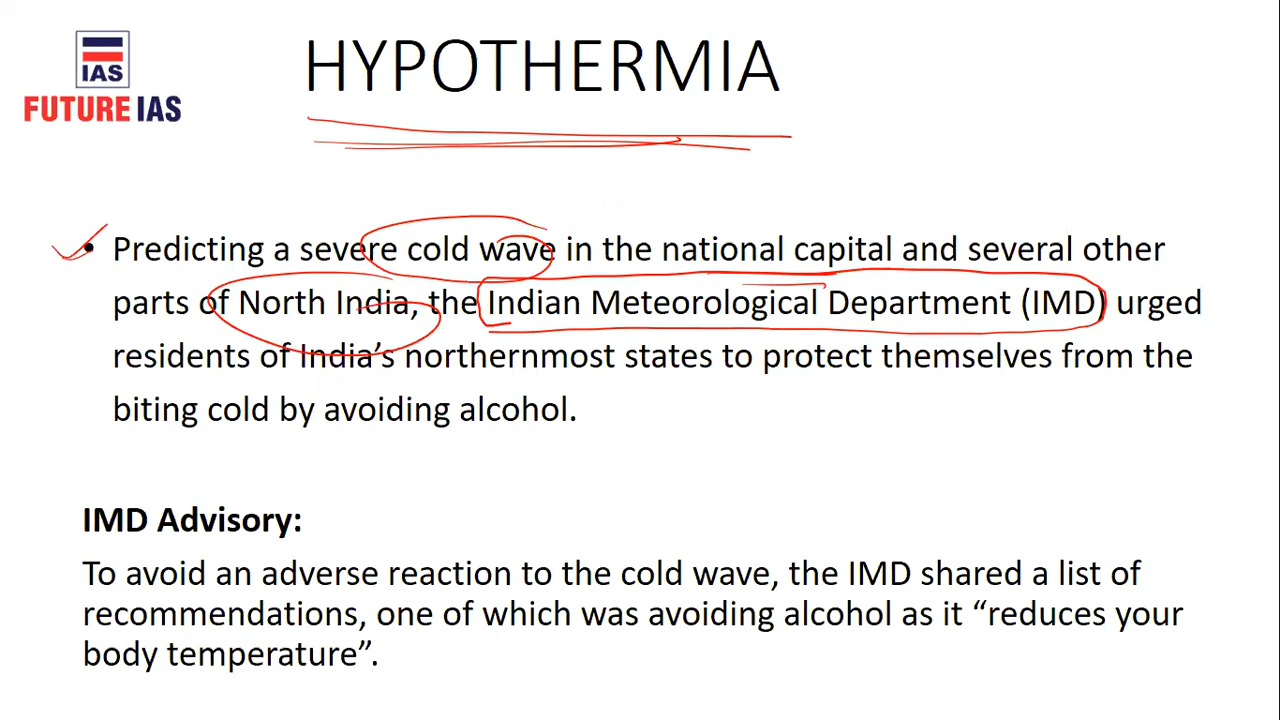 IAS
FUTURE IAS
HYPOTHERMIA
• Predicting a severe cold wave in the national capital and several other
parts of North India, the Indian Meteorological Department (IMD) urged
residents of India’s northernmost states to protect themselves from the
biting cold by avoiding alcohol.
IMD Advisory:
To avoid an adverse reaction to the cold wave, the IMD shared a list of
recommendations, one of which was avoiding alcohol as it “reduces your
body temperature”.